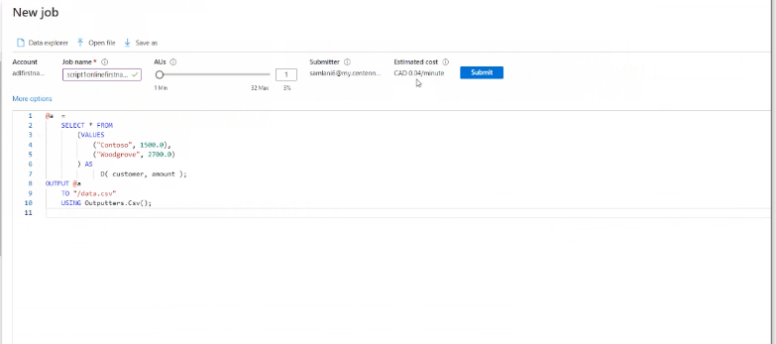 New job
Data explorer Open file Save as
Account Job name * AUs Submitter Estimated cost
adlfirstna... script1onlinefirstna... 1 samlanifi@my.centenn... CAD 0.04/minute Submit
1 Min 32 Max 3%
More options
1 @a =
2 SELECT * FROM
3 (VALUES
4 ("Contoso", 1500.0),
5 ("Woodgrove", 2700.0)
6 ) AS
7 D( customer, amount );
8 OUTPUT @a
9 TO "/data.csv"
10 USING Outputters.Csv();
11